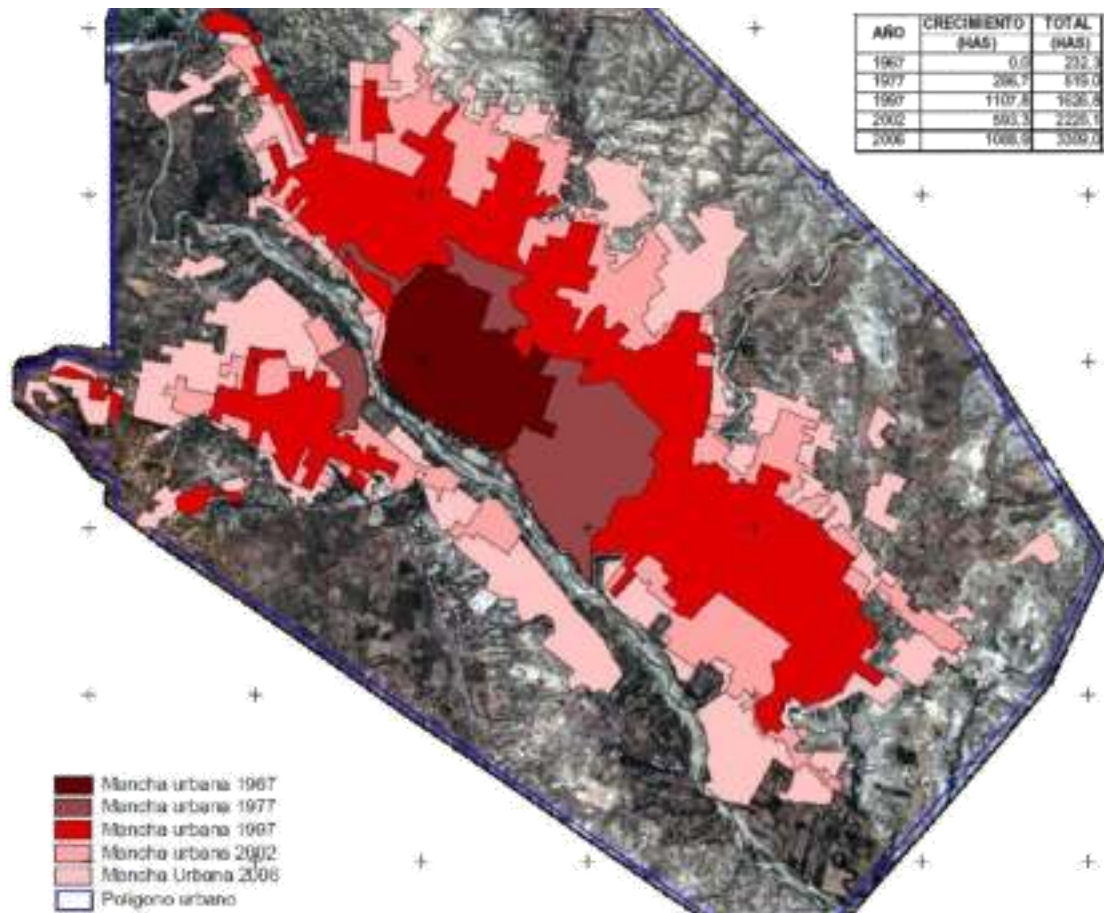 AÑO CRECIMIENTO (HAS) TOTAL (HAS)
1967 0,0 232,3
1977 286,7 519,0
1997 1107,8 1626,8
2002 593,3 2220,1
2006 1088,9 3309,0
Mancha urbana 1967
Mancha urbana 1977
Mancha urbana 1997
Mancha urbana 2002
Mancha Urbana 2006
Polígono urbano